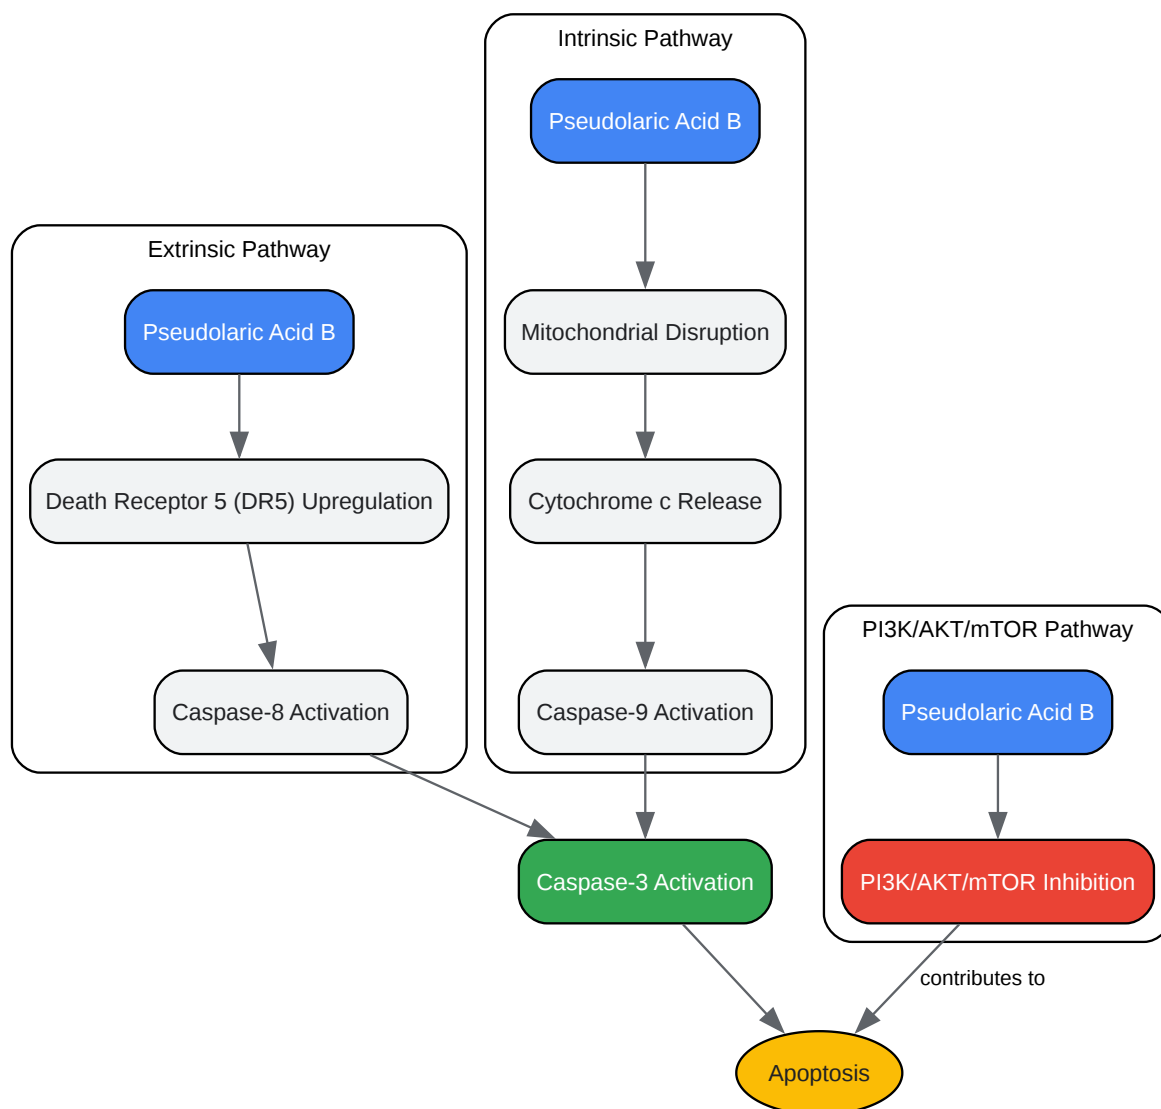 Intrinsic Pathway
Pseudolaric Acid B
Extrinsic Pathway
Pseudolaric Acid B
Mitochondrial Disruption
Death Receptor 5 (DR5) Upregulation
Cytochrome c Release
PI3K/AKT/mTOR Pathway
Caspase-8 Activation
Caspase-9 Activation
Pseudolaric Acid B
Caspase-3 Activation
PI3K/AKT/mTOR Inhibition
contributes to
Apoptosis